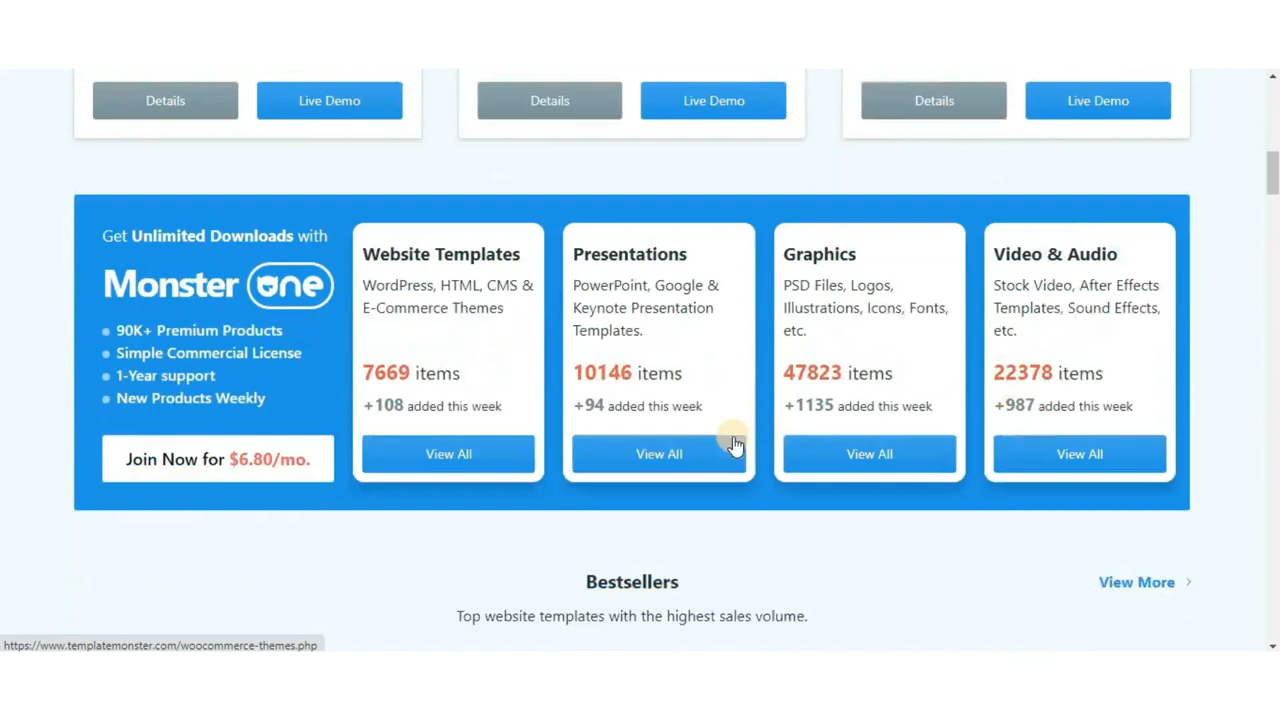 Details
Live Demo
Details
Live Demo
Details
Live Demo
Get Unlimited Downloads with
Monster one
90K+ Premium Products
Simple Commercial License
1-Year support
New Products Weekly
Join Now for $6.80/mo.
Website Templates
WordPress, HTML, CMS &
E-Commerce Themes
7669 items
+108 added this week
View All
Presentations
PowerPoint, Google &
Keynote Presentation
Templates.
10146 items
+94 added this week
View All
Graphics
PSD Files, Logos,
Illustrations, Icons, Fonts,
etc.
47823 items
+1135 added this week
View All
Video & Audio
Stock Video, After Effects
Templates, Sound Effects,
etc.
22378 items
+987 added this week
View All
Bestsellers
View More
Top website templates with the highest sales volume.
https://www.templatemonster.com/woocommerce-themes.php